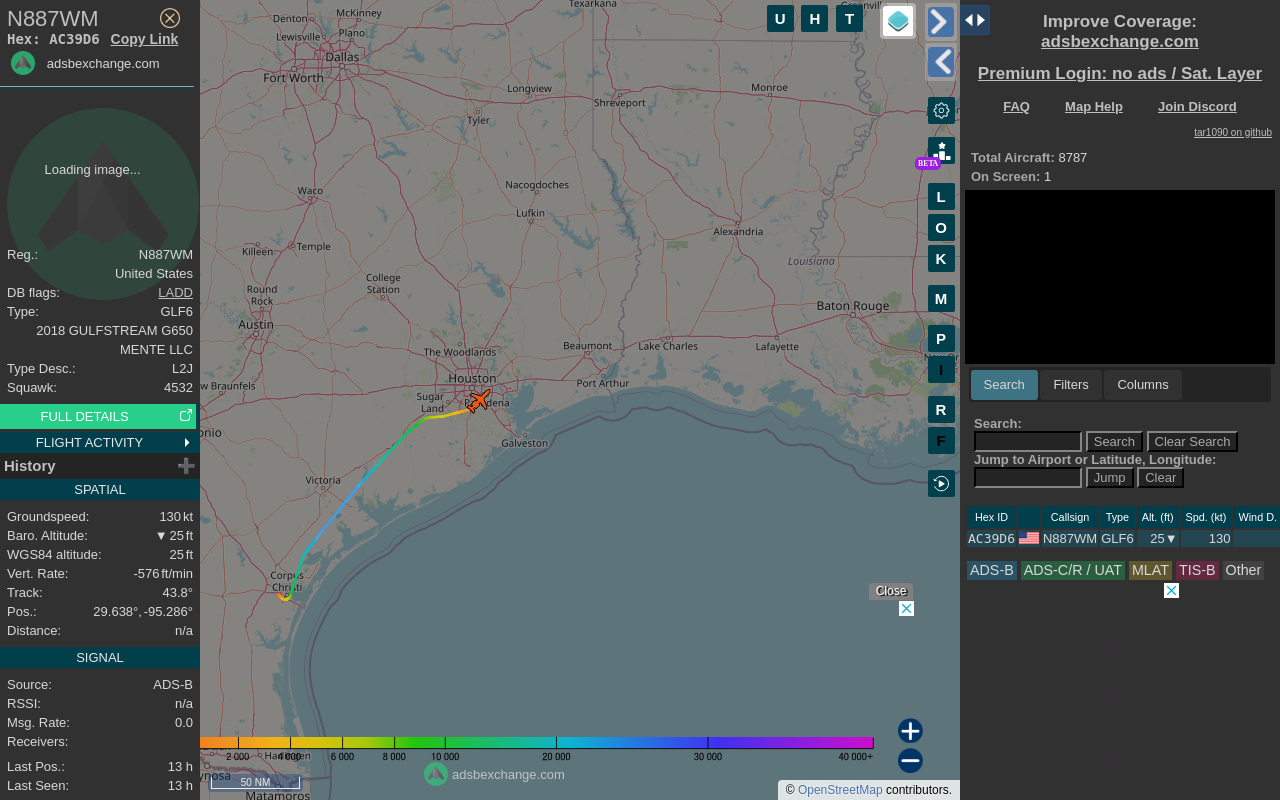 N887WM
Hex: AC39D6 Copy Link
adsbexchange.com
Loading image...
Reg.: N887WM
United States
DB flags: LADD
Type: GLF6
2018 GULFSTREAM G650
MENTE LLC
Type Desc.: L2J
Squawk: 4532
FULL DETAILS
FLIGHT ACTIVITY
History
SPATIAL
Groundspeed: 130 kt
Baro. Altitude: ▼ 25 ft
WGS84 altitude: 25 ft
Vert. Rate: -576 ft/min
Track: 43.8°
Pos.: 29.638°, -95.286°
Distance: n/a
SIGNAL
Source: ADS-B
RSSI: n/a
Msg. Rate: 0.0
Receivers:
Last Pos.: 13 h
Last Seen: 13 h
Texarkana
Denton
McKinney
Lewisville
Plano
Dallas
Fort Worth
Longview
Shreveport
Monroe
Tyler
Waco
Nacogdoches
Lufkin
Alexandria
Killeen
Temple
Louisiana
College
Station
Round
Rock
Austin
Baton Rouge
The Woodlands
Beaumont
Lake Charles
Lafayette
Houston
Port Arthur
w Braunfels
Sugar
Land
Galveston
onio
Victoria
Corpus
Christi
Matamoros
U H T
BETA
L
O
K
M
P
I
R
F
Close
2 000 4 000 6 000 8 000 10 000 20 000 30 000 40 000+
50 NM
adsbexchange.com
© OpenStreetMap contributors.
Improve Coverage:
adsbexchange.com
Premium Login: no ads / Sat. Layer
FAQ Map Help Join Discord
tar1090 on github
Total Aircraft: 8787
On Screen: 1
Search Filters Columns
Search:
Search Clear Search
Jump to Airport or Latitude, Longitude:
Jump Clear
Hex ID Callsign Type Alt. (ft) Spd. (kt) Wind D.
AC39D6 N887WM GLF6 25▼ 130
ADS-B ADS-C/R / UAT MLAT TIS-B Other